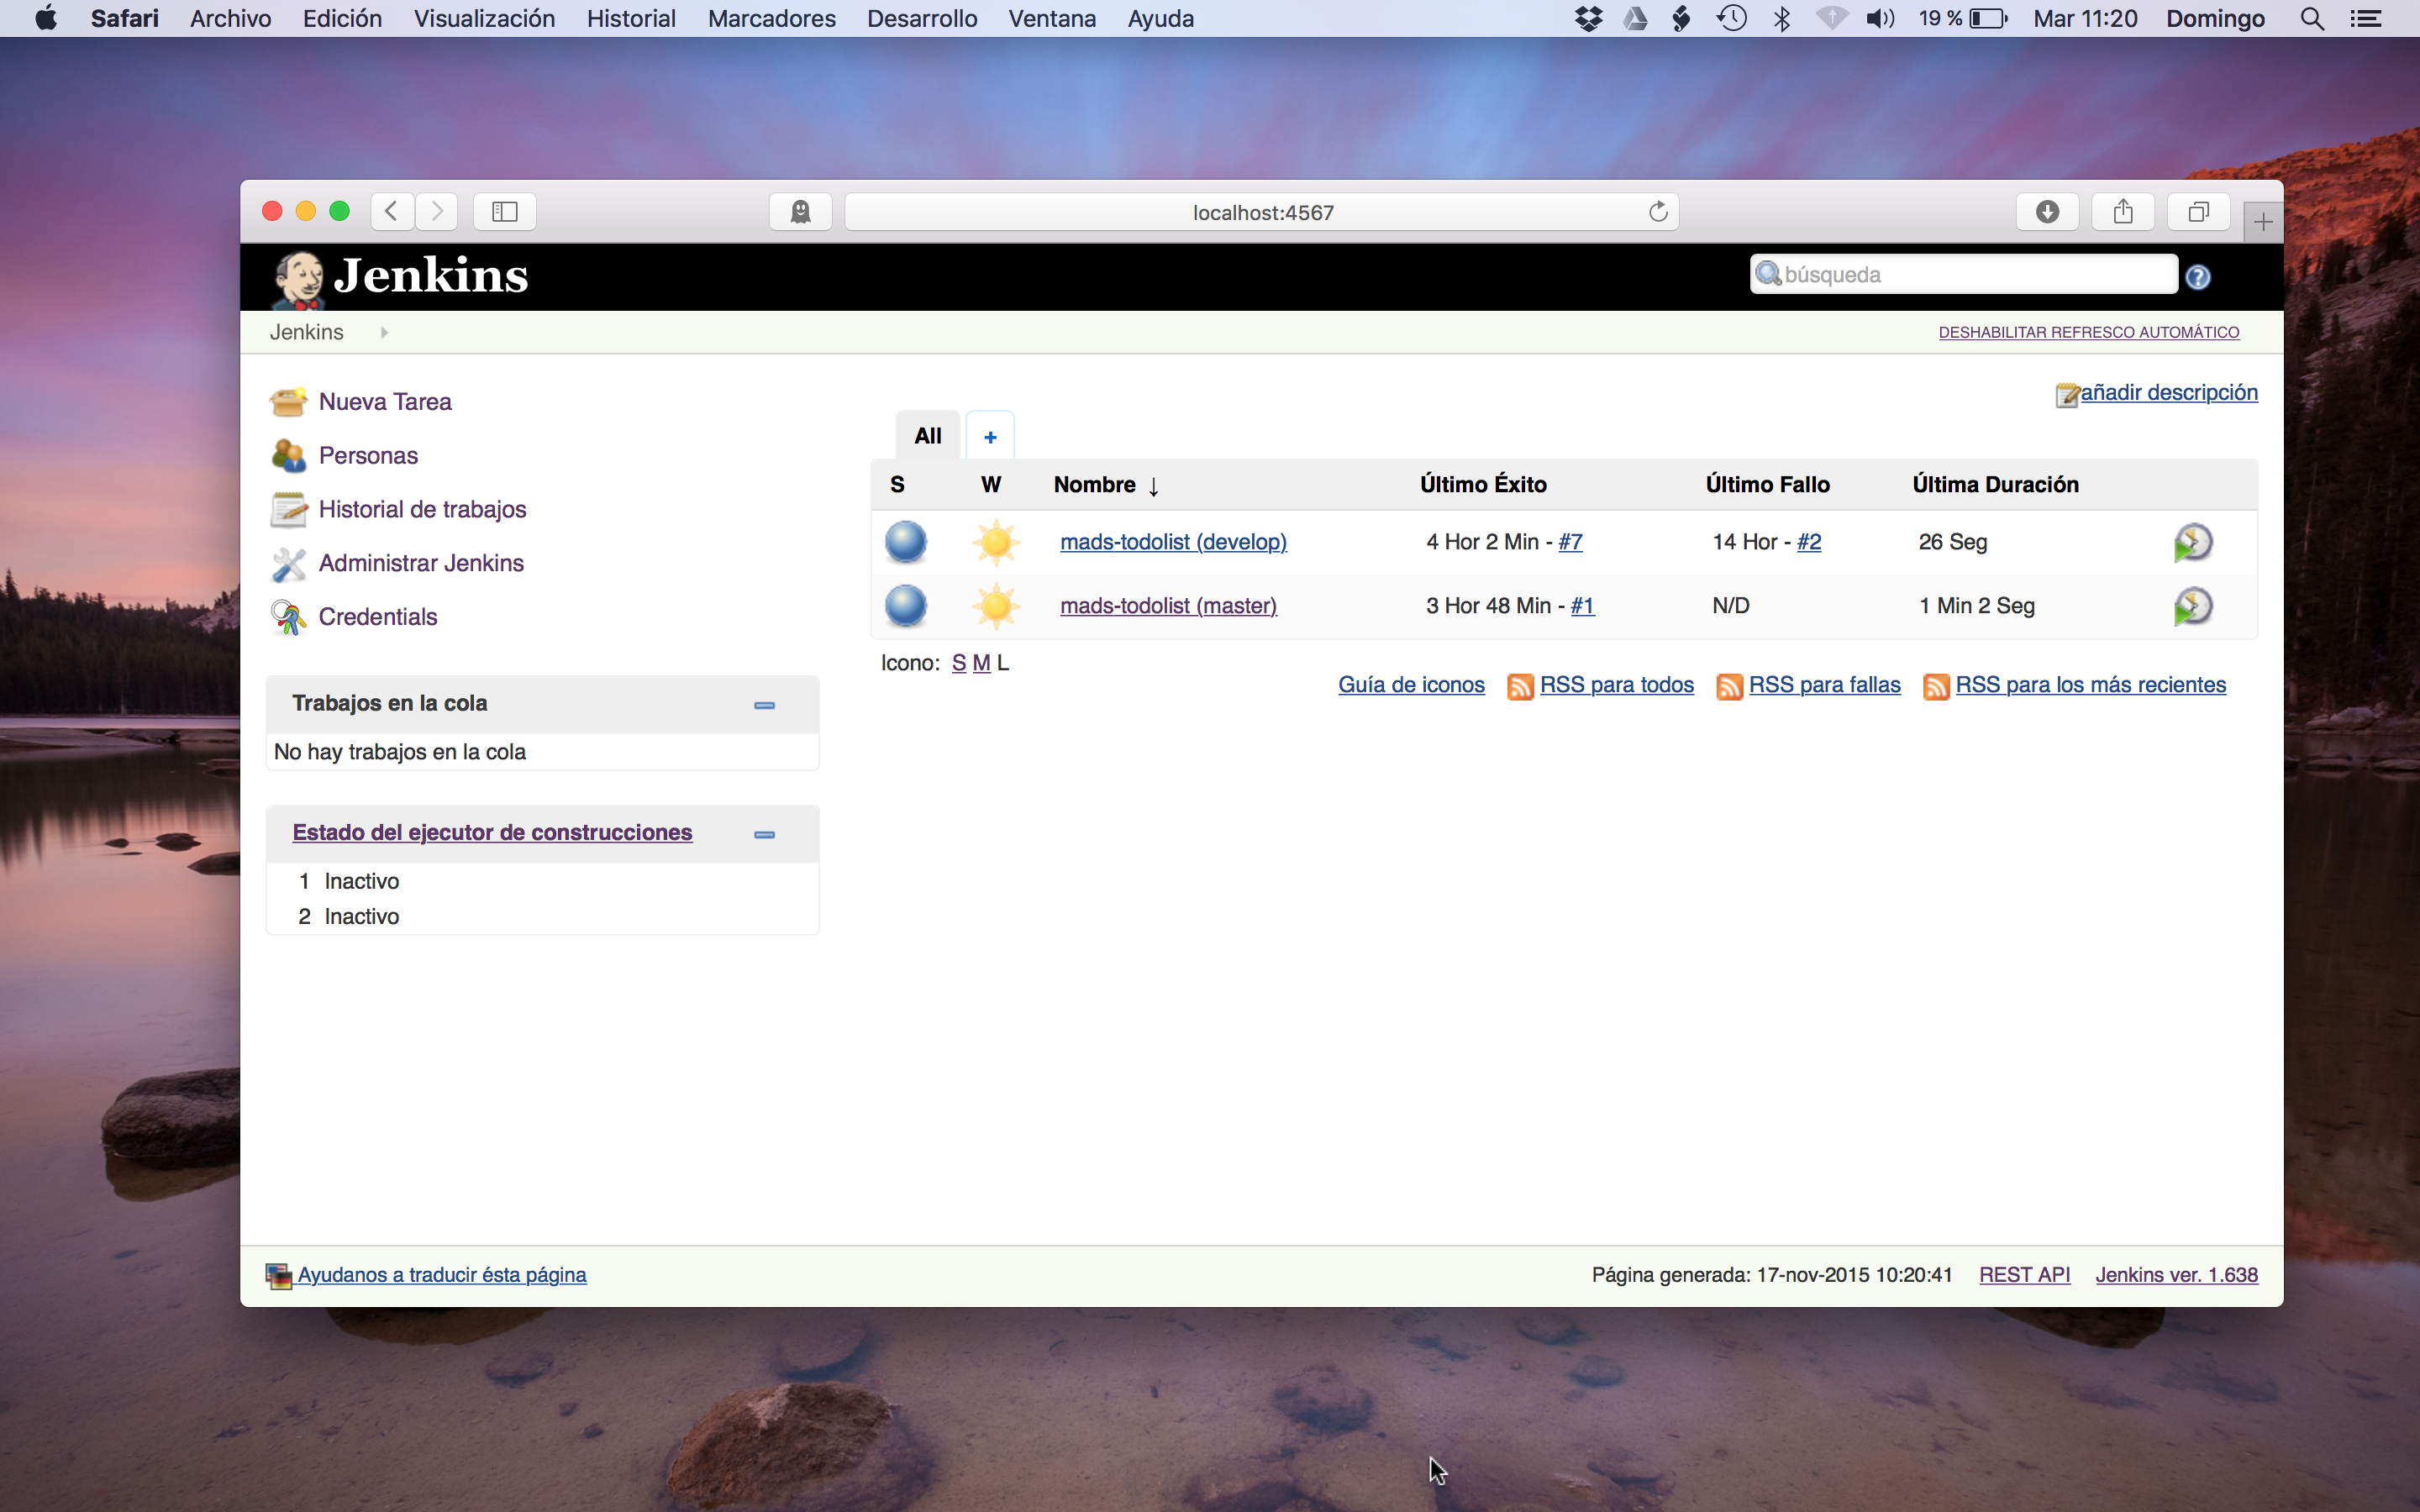 Safari Archivo Edición Visualización Historial Marcadores Desarrollo Ventana Ayuda 19 % Mar 11:20 Domingo
localhost:4567
Jenkins búsqueda
Jenkins DESHABILITAR REFRESCO AUTOMÁTICO
añadir descripción
Nueva Tarea
Personas
Historial de trabajos
Administrar Jenkins
Credentials
Trabajos en la cola
No hay trabajos en la cola
Estado del ejecutor de construcciones
1 Inactivo
2 Inactivo
All +
S W Nombre ↓ Último Éxito Último Fallo Última Duración
mads-todolist (develop) 4 Hor 2 Min - #7 14 Hor - #2 26 Seg
mads-todolist (master) 3 Hor 48 Min - #1 N/D 1 Min 2 Seg
Icono: S M L
Guía de iconos RSS para todos RSS para fallas RSS para los más recientes
Ayudanos a traducir ésta página Página generada: 17-nov-2015 10:20:41 REST API Jenkins ver. 1.638